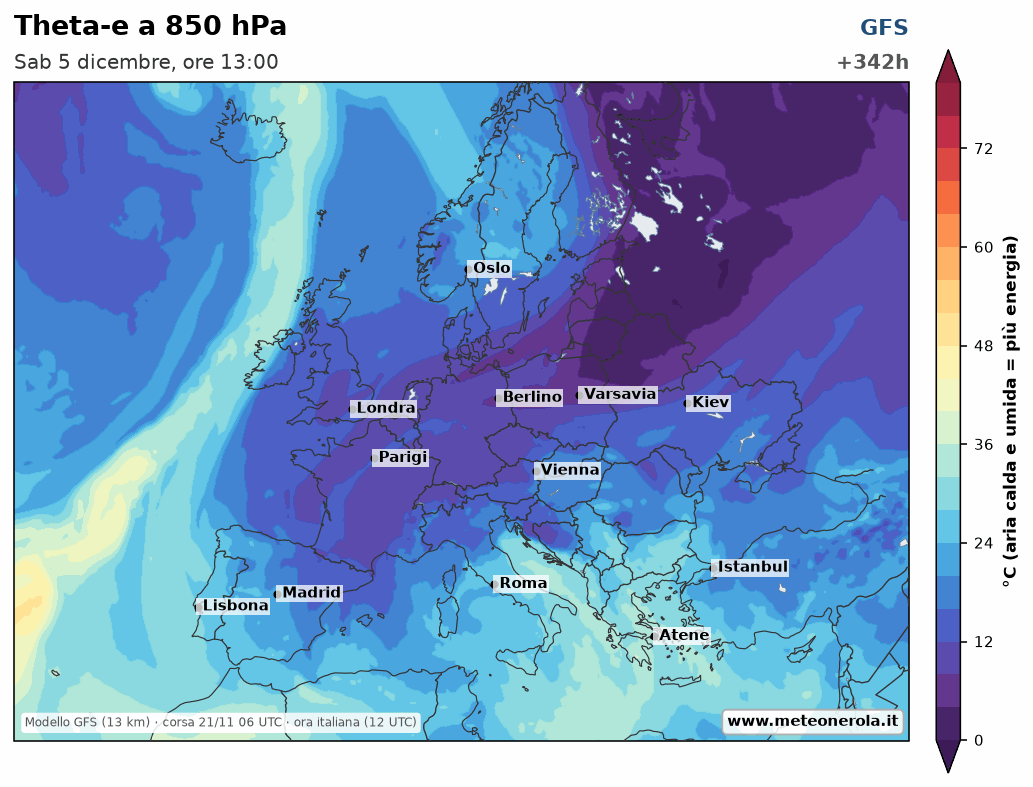 Theta-e a 850 hPa
GFS
Sab 5 dicembre, ore 13:00
+342h
Oslo
Londra
Berlino
Varsavia
Kiev
Parigi
Vienna
Istanbul
Roma
Madrid
Lisbona
Atene
Modello GFS (13 km) · corsa 21/11 06 UTC · ora italiana (12 UTC)
www.meteonerola.it
72
60
48
36
24
12
0
°C (aria calda e umida = più energia)